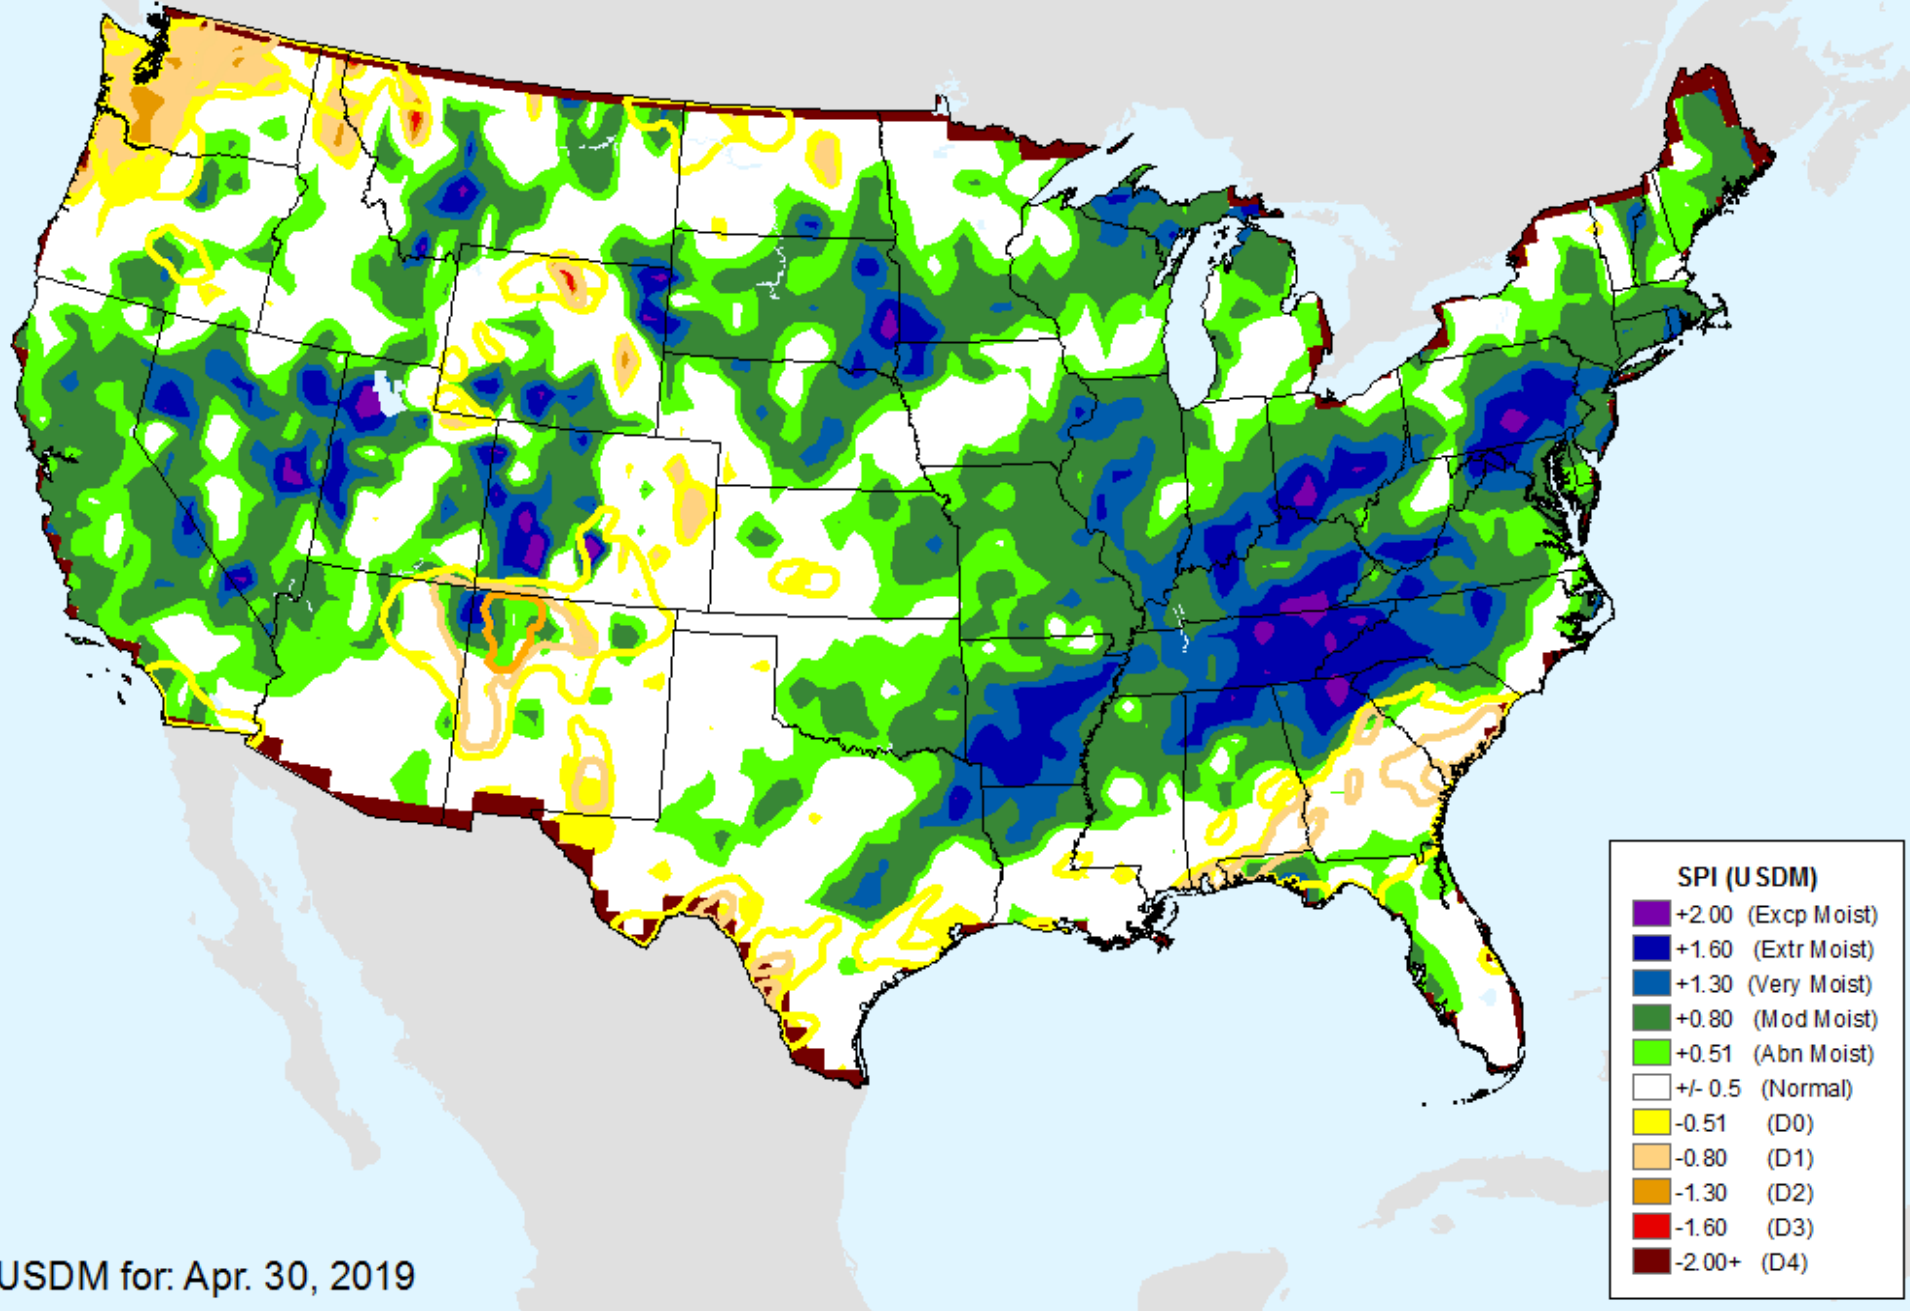 SPI (USDM)
+2.00 (Excp Moist)
+1.60 (Extr Moist)
+1.30 (Very Moist)
+0.80 (Mod Moist)
+0.51 (Abn Moist)
+/- 0.5 (Normal)
-0.51 (D0)
-0.80 (D1)
-1.30 (D2)
-1.60 (D3)
-2.00+ (D4)
USDM for: Apr. 30, 2019